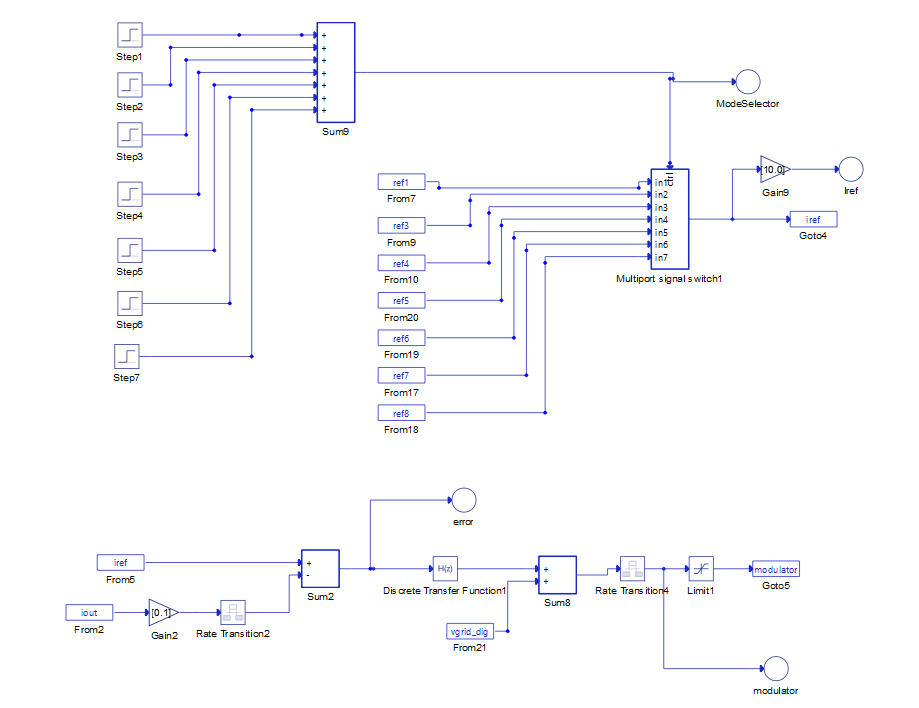 Step1
Step2
Step3
Step4
Step5
Step6
Step7
+
+
+
+
+
+
+
Sum9
ModeSelector
ref1
From7
ref3
From9
ref4
From10
ref5
From20
ref6
From19
ref7
From17
ref8
From18
ctrl
in1
in2
in3
in4
in5
in6
in7
Multiport signal switch1
[10.0]
Gain9
Iref
iref
Goto4
error
iref
From5
iout
From2
[0.1]
Gain2
Rate Transition2
+
-
Sum2
H(z)
Discrete Transfer Function1
vgrid_dig
From21
+
+
Sum8
Rate Transition4
Limit1
modulator
Goto5
modulator